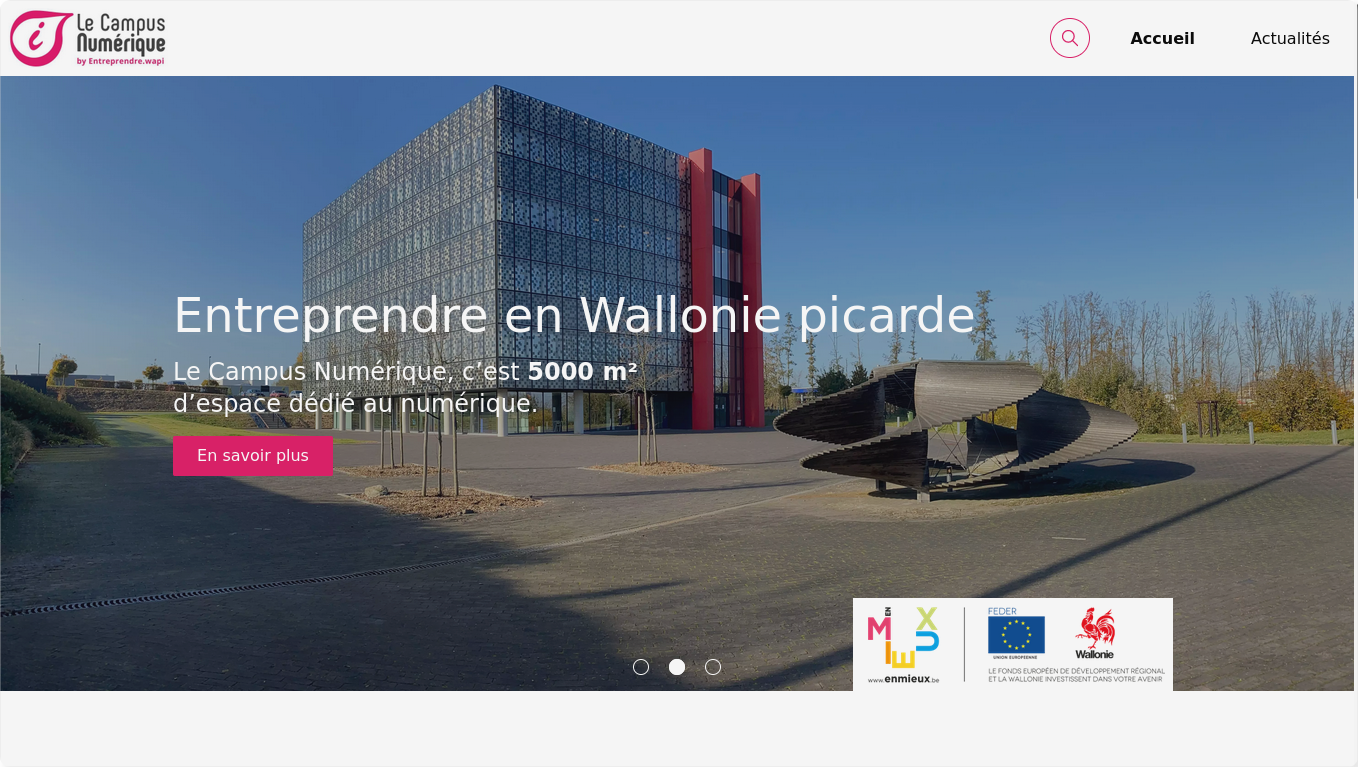 Le Campus
Numérique
by Entreprendre.wapi
Accueil
Actualités
Entreprendre en Wallonie picarde
Le Campus Numérique, c’est 5000 m²
d’espace dédié au numérique.
En savoir plus
EN
MIEUX
www.enmieux.be
FEDER
UNION EUROPÉENNE
Wallonie
LE FONDS EUROPÉEN DE DÉVELOPPEMENT RÉGIONAL
ET LA WALLONIE INVESTISSENT DANS VOTRE AVENIR